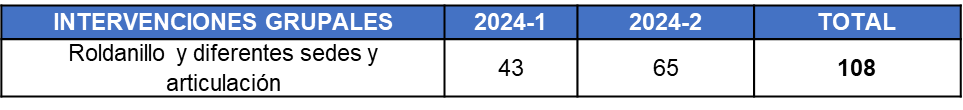 INTERVENCIONES GRUPALES 2024-1 2024-2 TOTAL
Roldanillo y diferentes sedes y
articulación 43 65 108